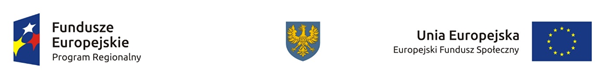 Fundusze
Europejskie
Program Regionalny
Unia Europejska
Europejski Fundusz Społeczny